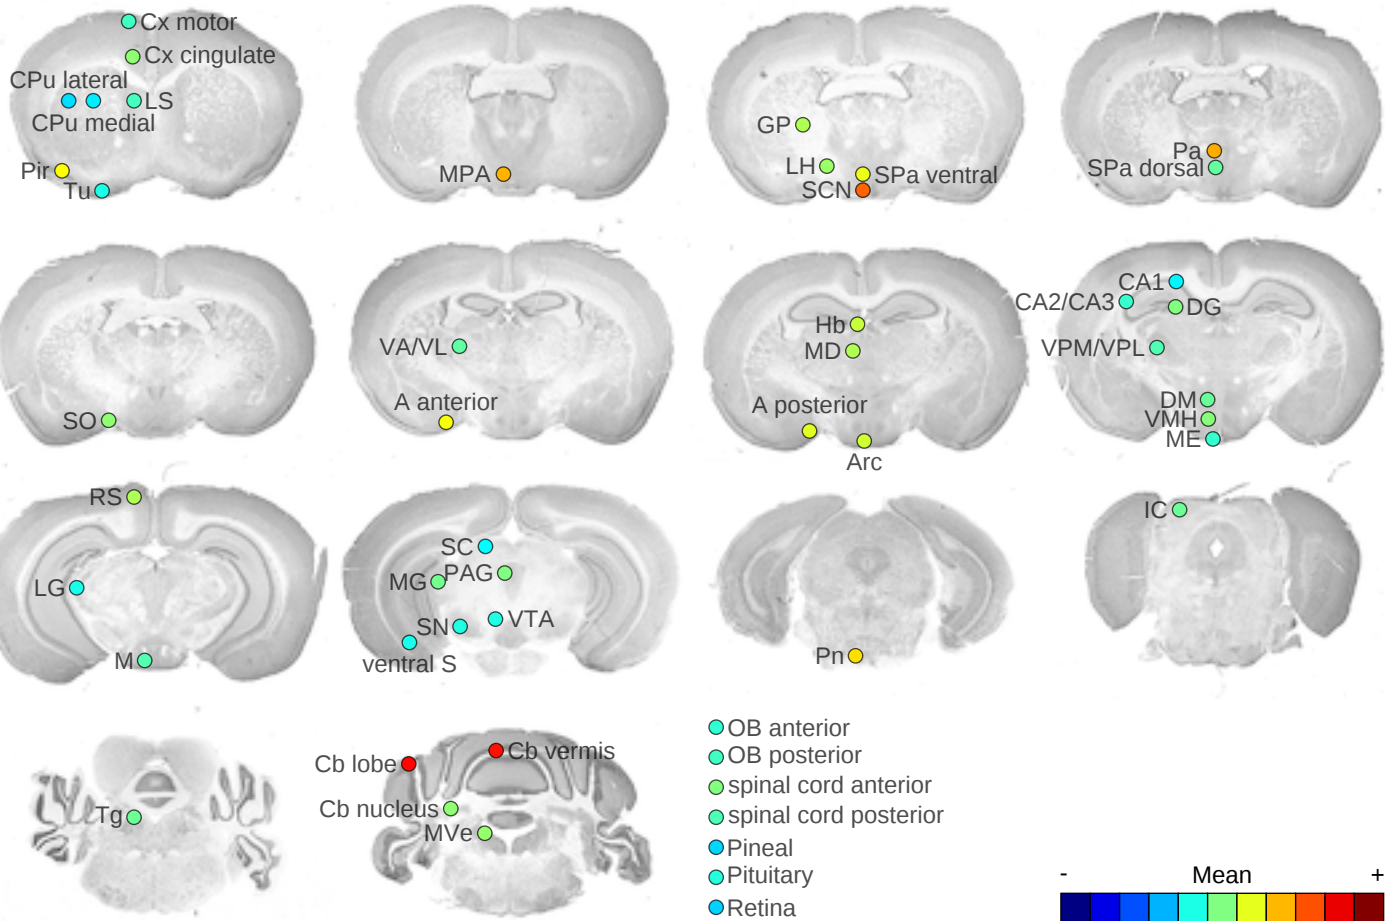 Cx motor
Cx cingulate
CPu lateral
LS
CPu medial
Pir
Tu
MPA
GP
LH
SPa ventral
SCN
Pa
SPa dorsal
SO
VA/VL
A anterior
Hb
MD
A posterior
Arc
CA1
CA2/CA3
DG
VPM/VPL
DM
VMH
ME
RS
LG
M
SC
MG
PAG
SN
VTA
ventral S
Pn
IC
Tg
Cb lobe
Cb vermis
Cb nucleus
MVe
OB anterior
OB posterior
spinal cord anterior
spinal cord posterior
Pineal
Pituitary
Retina
- Mean +